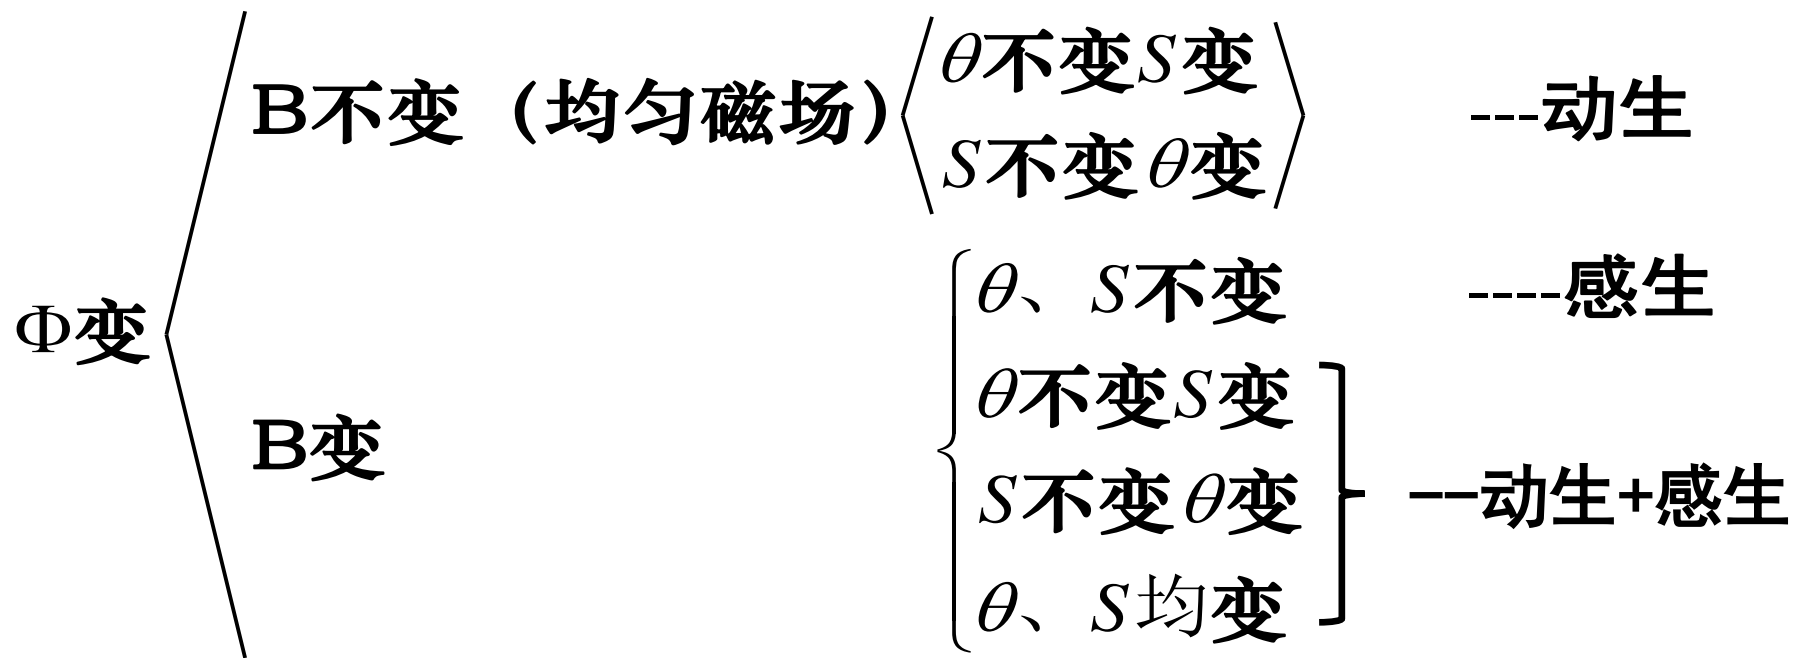 θ不变S变
B不变（均匀磁场） ---动生
S不变θ变
θ、S不变 ----感生
Φ变
θ不变S变
B变
S不变θ变 --动生+感生
θ、S均变